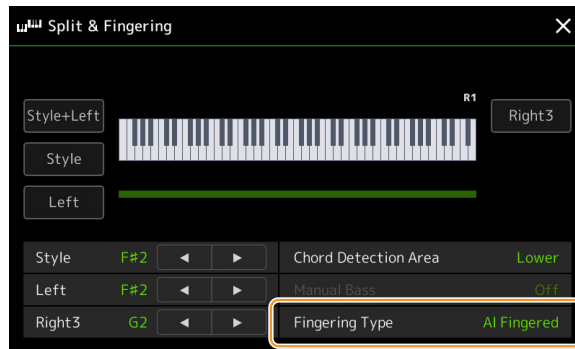 Split & Fingering
R1
Style+Left
Right3
Style
Left
Style F#2 Chord Detection Area Lower
Left F#2 Manual Bass Off
Right3 G2 Fingering Type AI Fingered